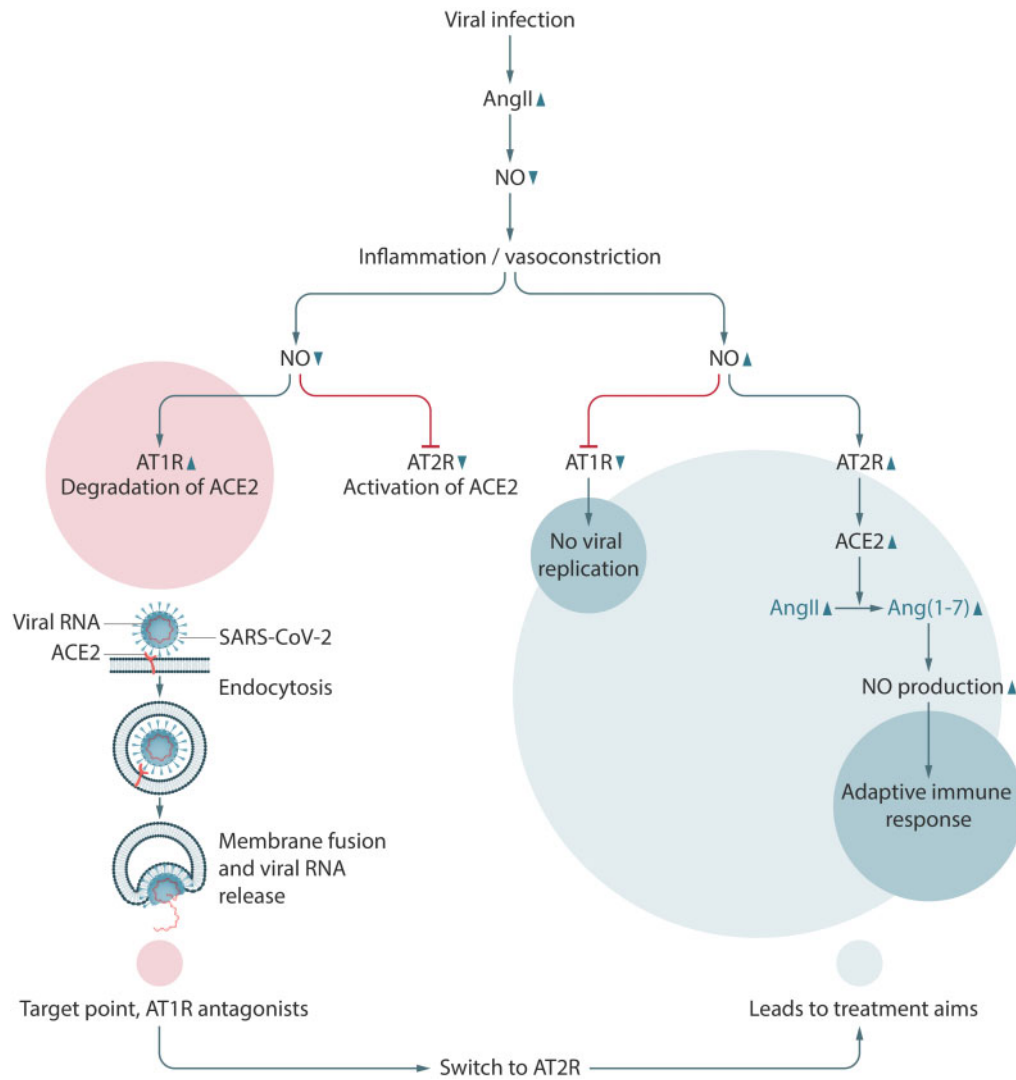 Viral infection
AngII ▲
NO ▼
Inflammation / vasoconstriction
NO ▼
NO ▲
AT1R ▲
Degradation of ACE2
AT2R ▼
Activation of ACE2
AT1R ▼
AT2R ▲
No viral
replication
ACE2 ▲
AngII ▲
Ang(1-7) ▲
NO production ▲
Adaptive immune
response
Viral RNA
SARS-CoV-2
ACE2
Endocytosis
Membrane fusion
and viral RNA
release
Target point, AT1R antagonists
Leads to treatment aims
Switch to AT2R